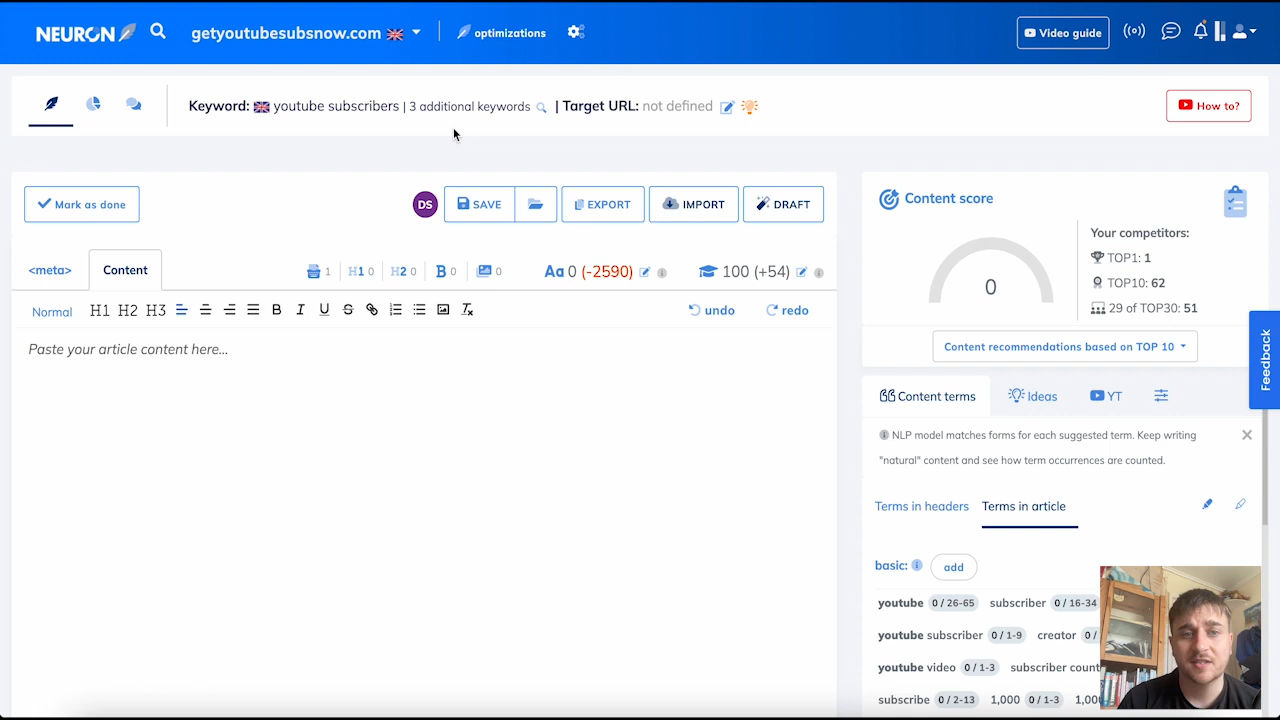 NEURON getyoutubesubsnow.com optimizations Video guide
Keyword: youtube subscribers | 3 additional keywords | Target URL: not defined How to?
Mark as done DS SAVE EXPORT IMPORT DRAFT
<meta> Content 1 H1 0 H2 0 B 0 0 Aa 0 (-2590) 100 (+54)
Normal H1 H2 H3 B I U S Tx undo redo
Paste your article content here...
Content score
0
Your competitors:
TOP1: 1
TOP10: 62
29 of TOP30: 51
Content recommendations based on TOP 10
Feedback
Content terms Ideas YT
NLP model matches forms for each suggested term. Keep writing
"natural" content and see how term occurrences are counted.
Terms in headers Terms in article
basic: add
youtube 0 / 26-65 subscriber 0 / 16-34
youtube subscriber 0 / 1-9 creator 0 /
youtube video 0 / 1-3 subscriber count
subscribe 0 / 2-13 1,000 0 / 1-3